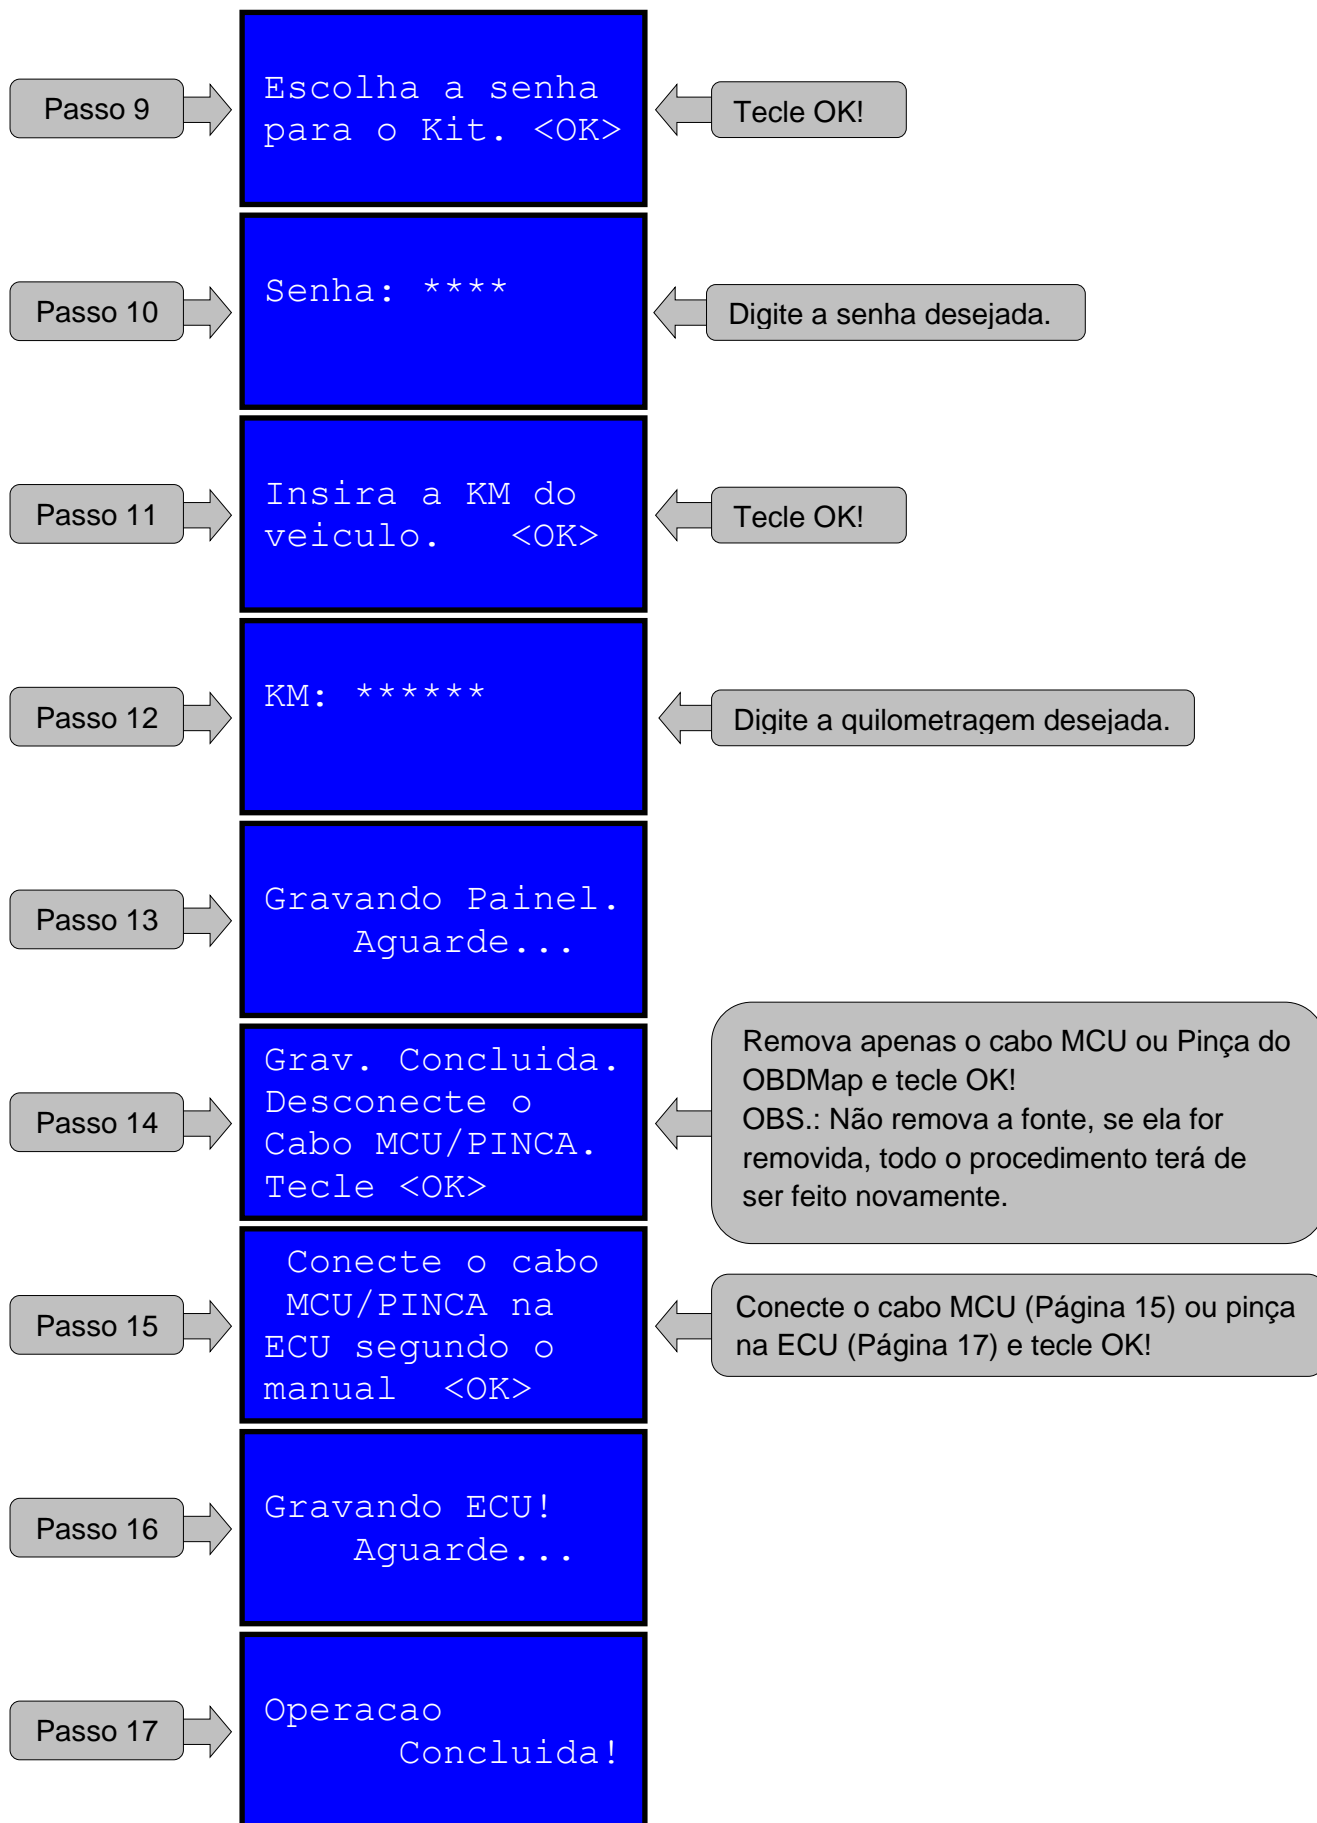 Passo 9
Escolha a senha
para o Kit. <OK>
Tecle OK!
Passo 10
Senha: ****
Digite a senha desejada.
Passo 11
Insira a KM do
veiculo. <OK>
Tecle OK!
Passo 12
KM: ******
Digite a quilometragem desejada.
Passo 13
Gravando Painel.
Aguarde...
Passo 14
Grav. Concluida.
Desconecte o
Cabo MCU/PINCA.
Tecle <OK>
Remova apenas o cabo MCU ou Pinça do
OBDMap e tecle OK!
OBS.: Não remova a fonte, se ela for
removida, todo o procedimento terá de
ser feito novamente.
Passo 15
Conecte o cabo
MCU/PINCA na
ECU segundo o
manual <OK>
Conecte o cabo MCU (Página 15) ou pinça
na ECU (Página 17) e tecle OK!
Passo 16
Gravando ECU!
Aguarde...
Passo 17
Operacao
Concluida!